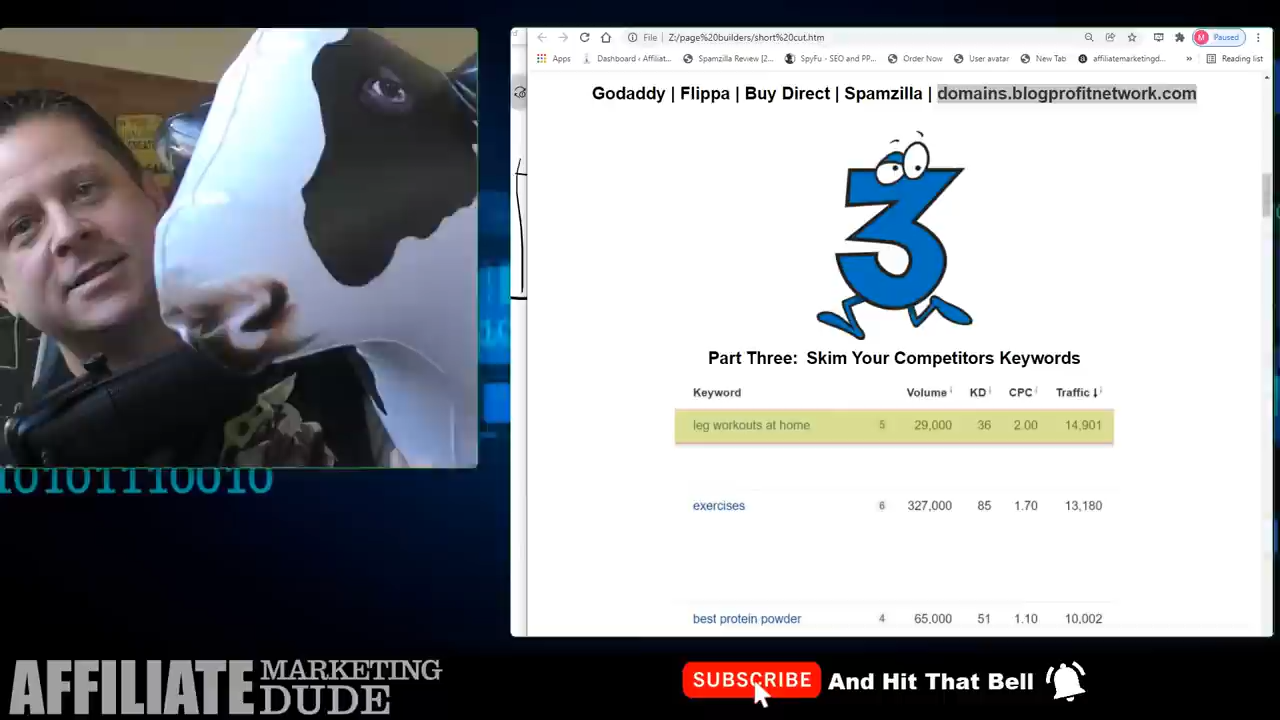 File | Z:/page%20builders/short%20cut.htm
Paused
Apps Dashboard ‹ Affiliat... Spamzilla Review [2... SpyFu - SEO and PP... Order Now User avatar New Tab affiliatemarketingd... » Reading list
Godaddy | Flippa | Buy Direct | Spamzilla | domains.blogprofitnetwork.com
3
Part Three: Skim Your Competitors Keywords
Keyword Volume KD CPC Traffic
leg workouts at home 5 29,000 36 2.00 14,901
exercises 6 327,000 85 1.70 13,180
best protein powder 4 65,000 51 1.10 10,002
10101110010
AFFILIATE MARKETING DUDE
SUBSCRIBE And Hit That Bell